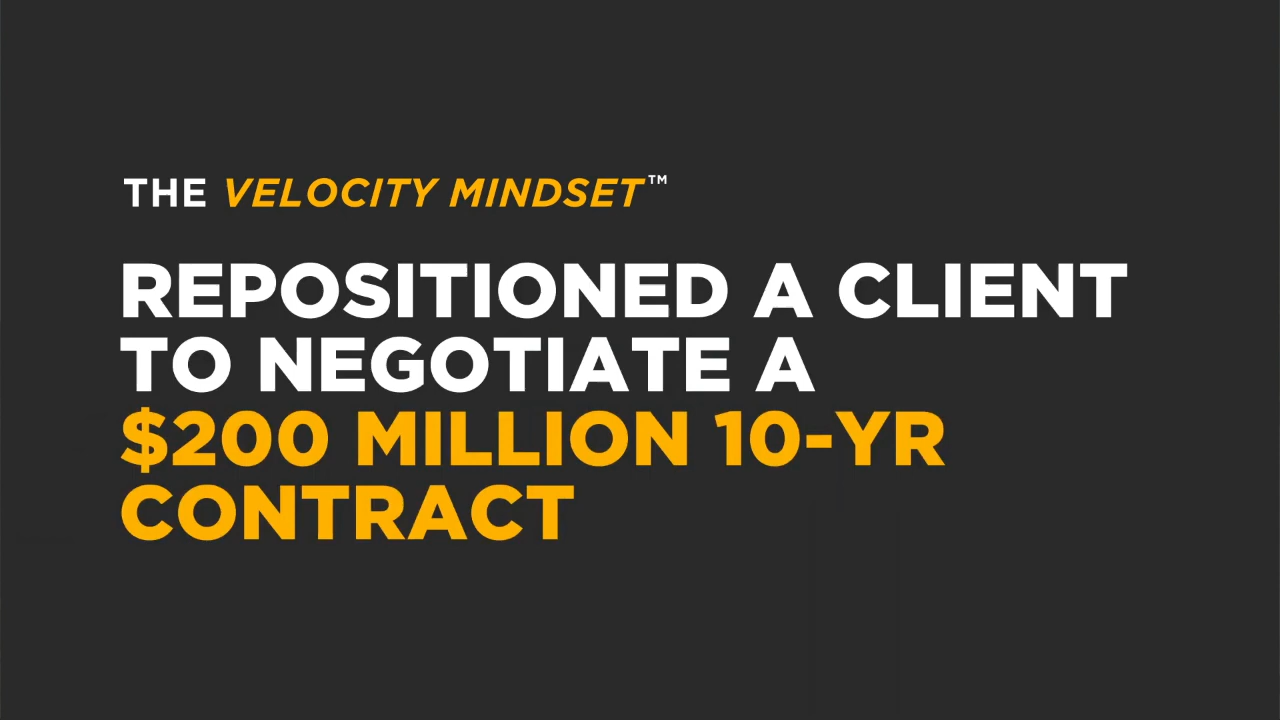 THE VELOCITY MINDSET™
REPOSITIONED A CLIENT
TO NEGOTIATE A
$200 MILLION 10-YR
CONTRACT